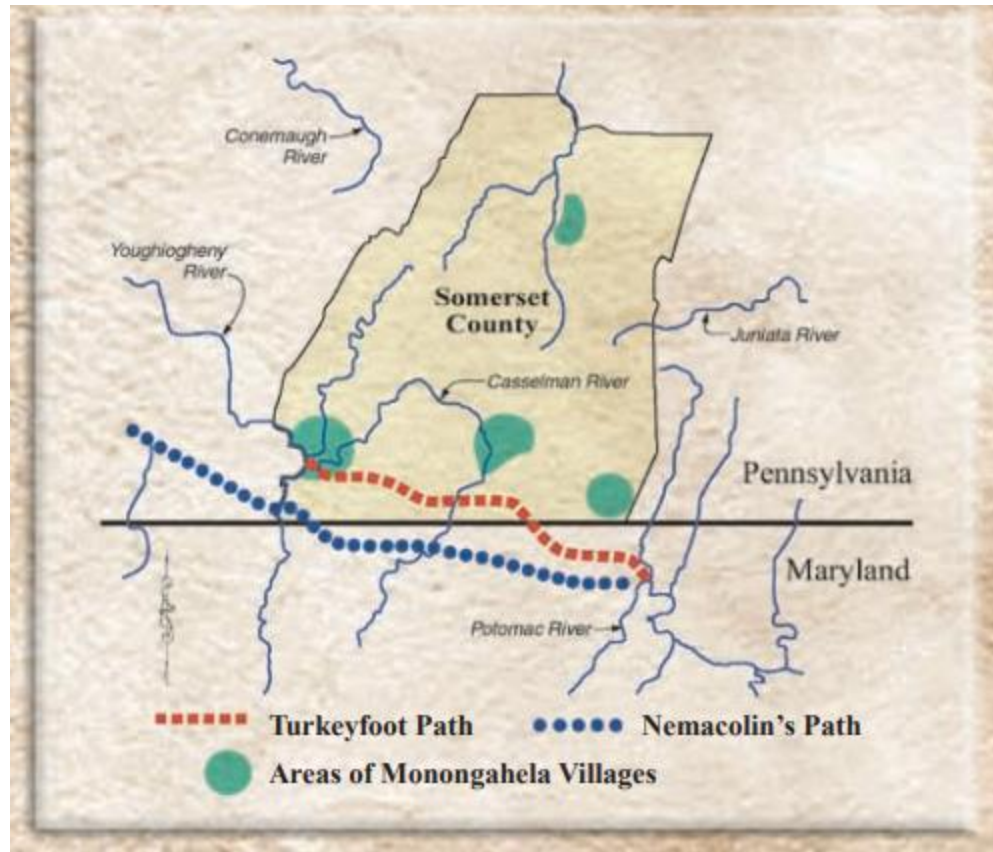 Conemaugh
River
Youghiogheny
River
Somerset
County
Juniata River
Casselman River
Pennsylvania
Maryland
Potomac River
Turkeyfoot Path
Nemacolin's Path
Areas of Monongahela Villages